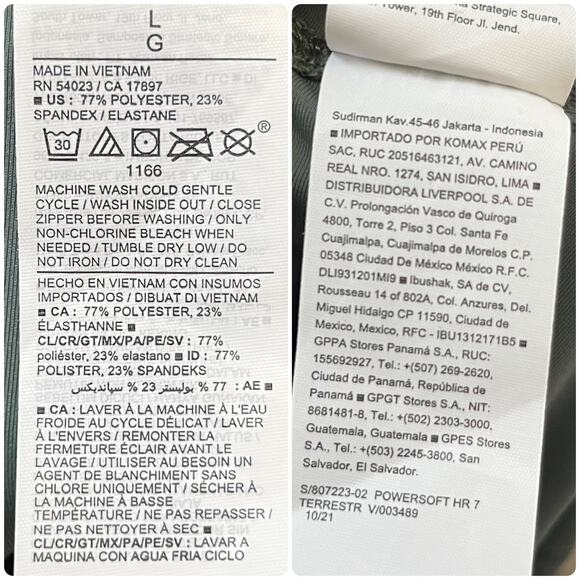 L
G
MADE IN VIETNAM
RN 54023 / CA 17897
■ US : 77% POLYESTER, 23%
SPANDEX / ELASTANE
30
®
1166
MACHINE WASH COLD GENTLE
CYCLE / WASH INSIDE OUT / CLOSE
ZIPPER BEFORE WASHING / ONLY
NON-CHLORINE BLEACH WHEN
NEEDED / TUMBLE DRY LOW / DO
NOT IRON / DO NOT DRY CLEAN
HECHO EN VIETNAM CON INSUMOS
IMPORTADOS / DIBUAT DI VIETNAM
■ CA : 77% POLYESTER, 23%
ÉLASTHANNE ■
CL/CR/GT/MX/PA/PE/SV : 77%
poliéster, 23% elastano ■ ID : 77%
POLISTER, 23% SPANDEKS
■ AE : 77 % بوليستر 23 % سبانديكس
■ CA : LAVER À LA MACHINE À L'EAU
FROIDE AU CYCLE DÉLICAT / LAVER
À L'ENVERS / REMONTER LA
FERMETURE ÉCLAIR AVANT LE
LAVAGE / UTILISER AU BESOIN UN
AGENT DE BLANCHIMENT SANS
CHLORE UNIQUEMENT / SÉCHER À
LA MACHINE À BASSE
TEMPÉRATURE / NE PAS REPASSER /
NE PAS NETTOYER À SEC ■
CL/CR/GT/MX/PA/PE/SV : LAVAR A
MAQUINA CON AGUA FRIA CICLO
Strategic Square,
Tower, 19th Floor Jl. Jend.
Sudirman Kav.45-46 Jakarta - Indonesia
■ IMPORTADO POR KOMAX PERÚ
SAC, RUC 20516463121, AV. CAMINO
REAL NRO. 1274, SAN ISIDRO, LIMA ■
DISTRIBUIDORA LIVERPOOL S.A. DE
C.V. Prolongación Vasco de Quiroga
4800, Torre 2, Piso 3 Col. Santa Fe
Cuajimalpa, Cuajimalpa de Morelos C.P.
05348 Ciudad De México México R.F.C.
DLI931201MI9 ■ Ibushak, SA de CV,
Rousseau 14 of 802A, Col. Anzures, Del.
Miguel Hidalgo CP 11590, Ciudad de
Mexico, Mexico, RFC - IBU1312171B5 ■
GPPA Stores Panamá S.A., RUC:
155692927, Tel: +(507) 269-2620,
Ciudad de Panamá, República de
Panamá ■ GPGT Stores S.A., NIT:
8681481-8, Tel: +(502) 2303-3000,
Guatemala, Guatemala ■ GPES Stores
S.A., Tel: +(503) 2245-3800, San
Salvador, El Salvador.
S/807223-02 POWERSOFT HR 7
TERRESTR V/003489
10/21